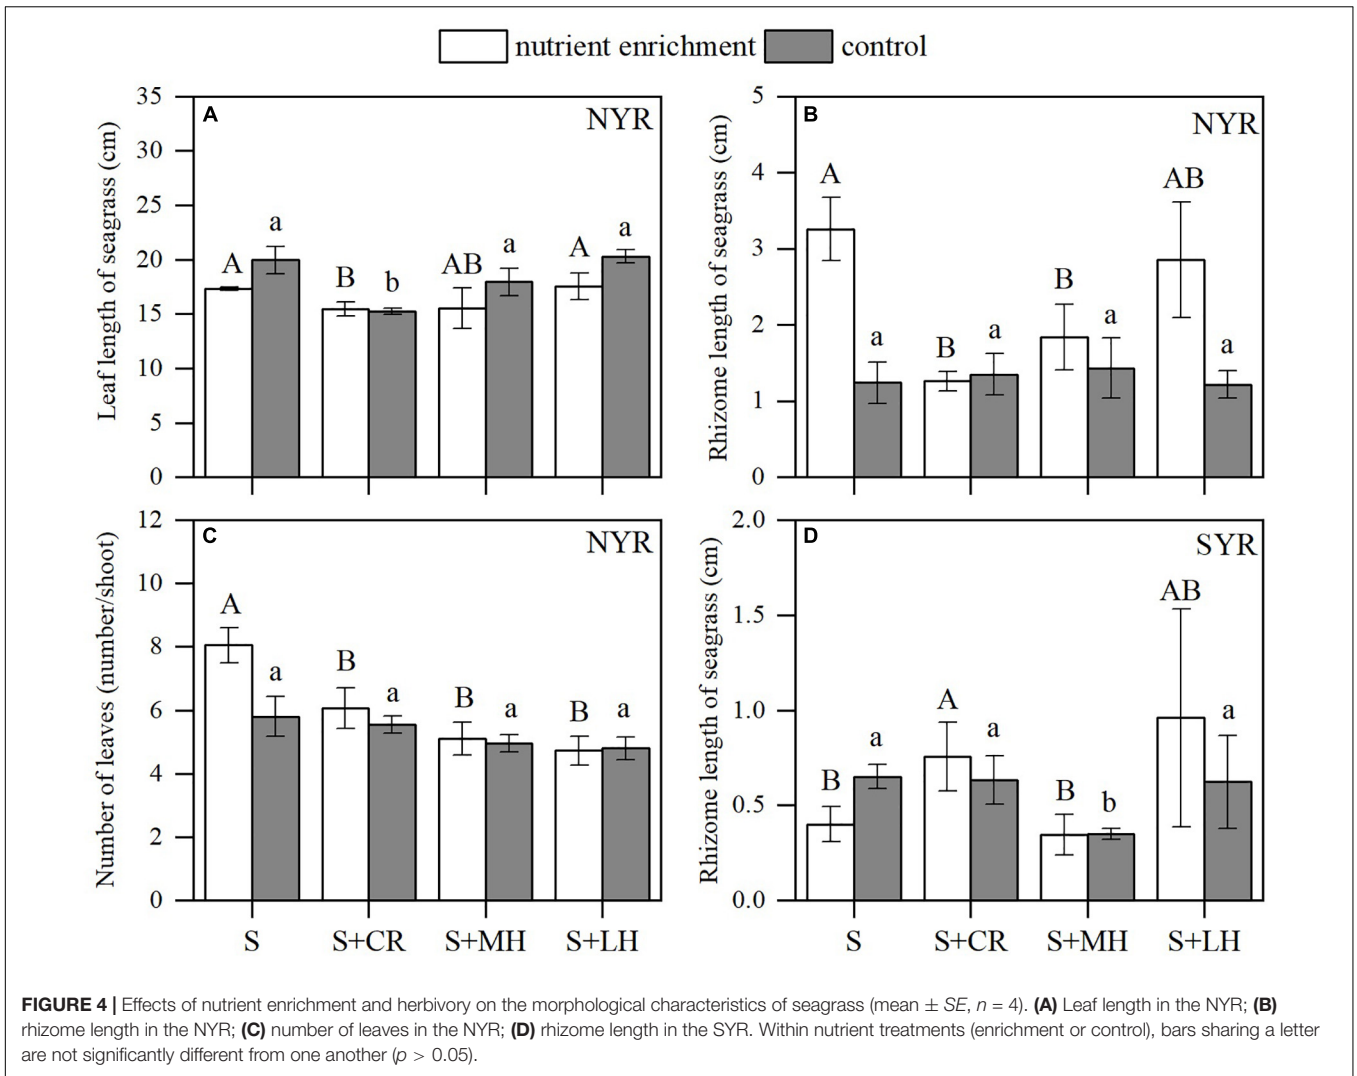 nutrient enrichment control
A
NYR
Leaf length of seagrass (cm)
35
30
25
20
15
10
5
0
A a B b AB a A a
B
NYR
Rhizome length of seagrass (cm)
5
4
3
2
1
0
A a B a B a AB a
C
NYR
Number of leaves (number/shoot)
12
10
8
6
4
2
0
A a B a B a B a
S S+CR S+MH S+LH
D
SYR
Rhizome length of seagrass (cm)
2.0
1.5
1.0
0.5
0.0
B a A a B b AB a
S S+CR S+MH S+LH
FIGURE 4 | Effects of nutrient enrichment and herbivory on the morphological characteristics of seagrass (mean ± SE, n = 4). (A) Leaf length in the NYR; (B)
rhizome length in the NYR; (C) number of leaves in the NYR; (D) rhizome length in the SYR. Within nutrient treatments (enrichment or control), bars sharing a letter
are not significantly different from one another (p > 0.05).